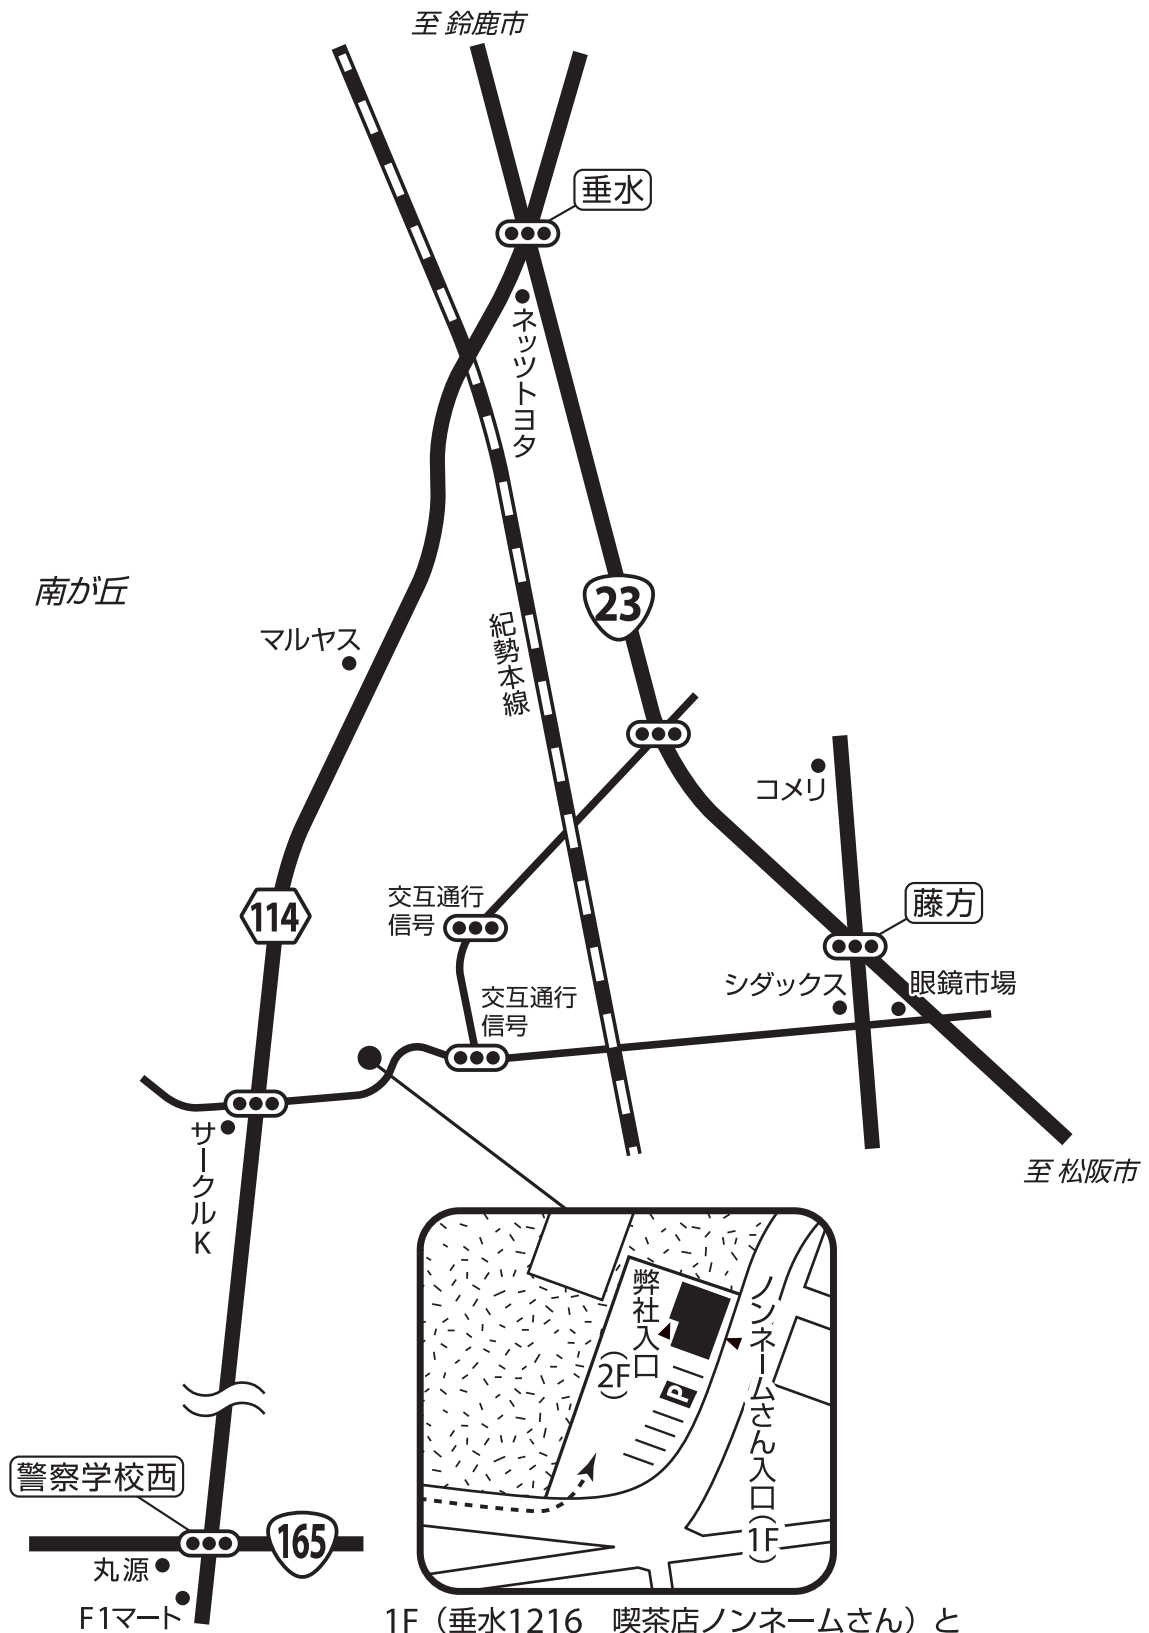 至 鈴鹿市
垂水
ネッツトヨタ
南が丘
23
マルヤス
紀勢本線
コメリ
交互通行
信号
114
藤方
シダックス
眼鏡市場
交互通行
信号
サークルK
至 松阪市
弊社入口
(2F)
P
ノンネームさん入口(1F)
警察学校西
165
丸源
F1マート
1F（垂水1216　喫茶店ノンネームさん）と